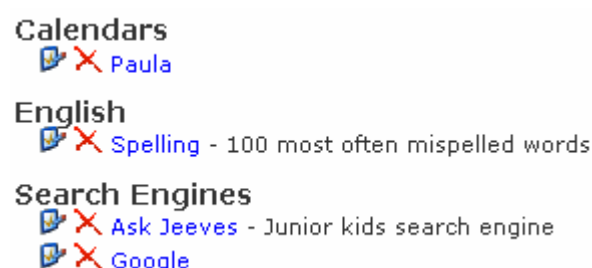 Calendars
Paula
English
Spelling - 100 most often mispelled words
Search Engines
Ask Jeeves - Junior kids search engine
Google